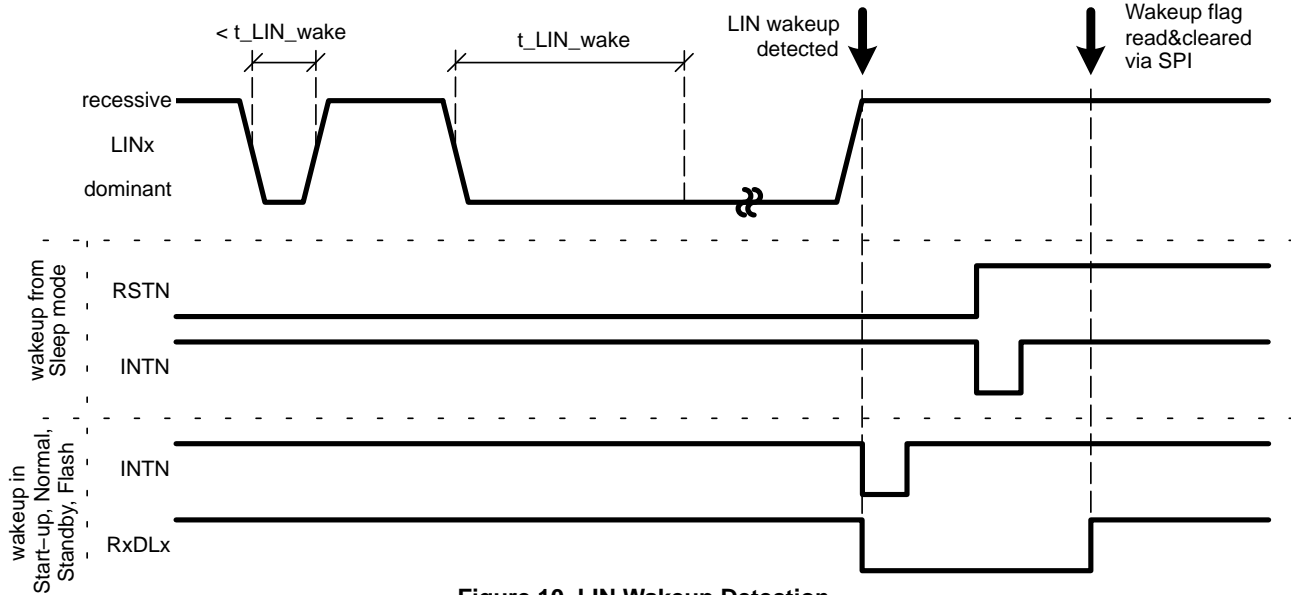 < t_LIN_wake
t_LIN_wake
LIN wakeup
detected
Wakeup flag
read&cleared
via SPI
recessive
LINx
dominant
wakeup from
Sleep mode
RSTN
INTN
wakeup in
Start–up, Normal,
Standby, Flash
INTN
RxDLx
Figure 10. LIN Wakeup Detection